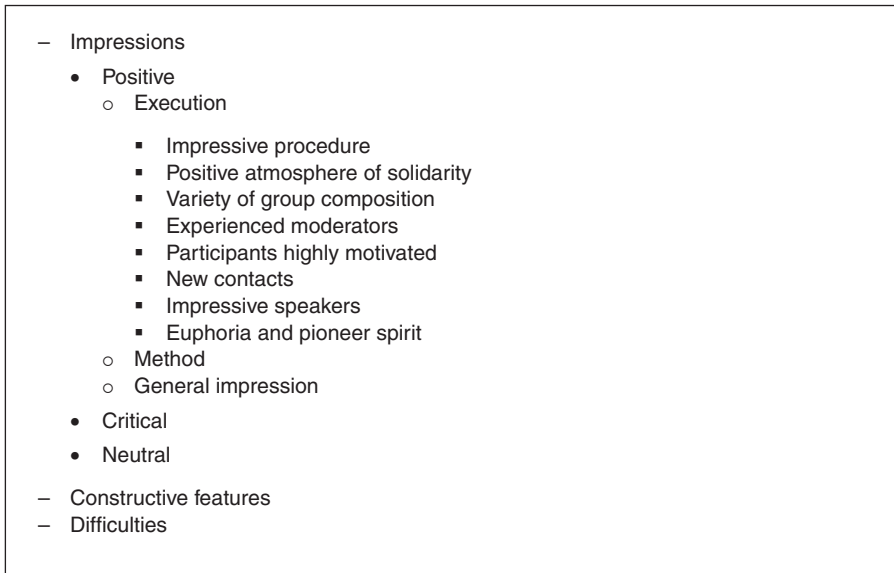 – Impressions
• Positive
○ Execution
▪ Impressive procedure
▪ Positive atmosphere of solidarity
▪ Variety of group composition
▪ Experienced moderators
▪ Participants highly motivated
▪ New contacts
▪ Impressive speakers
▪ Euphoria and pioneer spirit
○ Method
○ General impression
• Critical
• Neutral
– Constructive features
– Difficulties